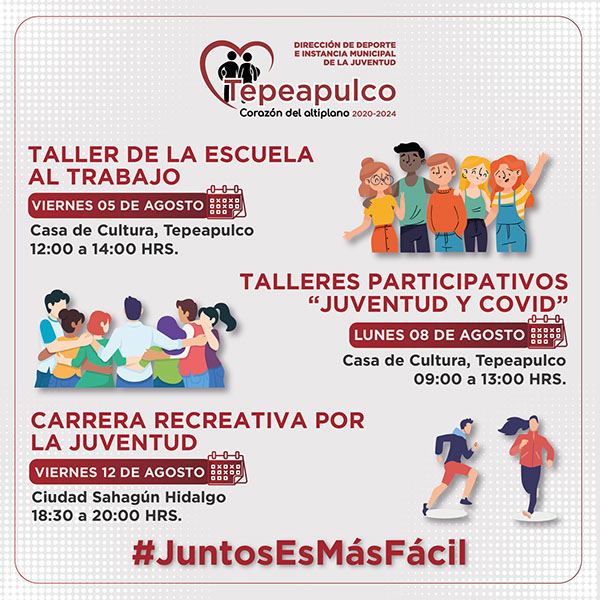 DIRECCIÓN DE DEPORTE
E INSTANCIA MUNICIPAL
DE LA JUVENTUD
Tepeapulco
Corazón del altiplano 2020-2024
TALLER DE LA ESCUELA
AL TRABAJO
VIERNES 05 DE AGOSTO
Casa de Cultura, Tepeapulco
12:00 a 14:00 HRS.
TALLERES PARTICIPATIVOS
“JUVENTUD Y COVID”
LUNES 08 DE AGOSTO
Casa de Cultura, Tepeapulco
09:00 a 13:00 HRS.
CARRERA RECREATIVA POR
LA JUVENTUD
VIERNES 12 DE AGOSTO
Ciudad Sahagún Hidalgo
18:30 a 20:00 HRS.
#JuntosEsMásFácil